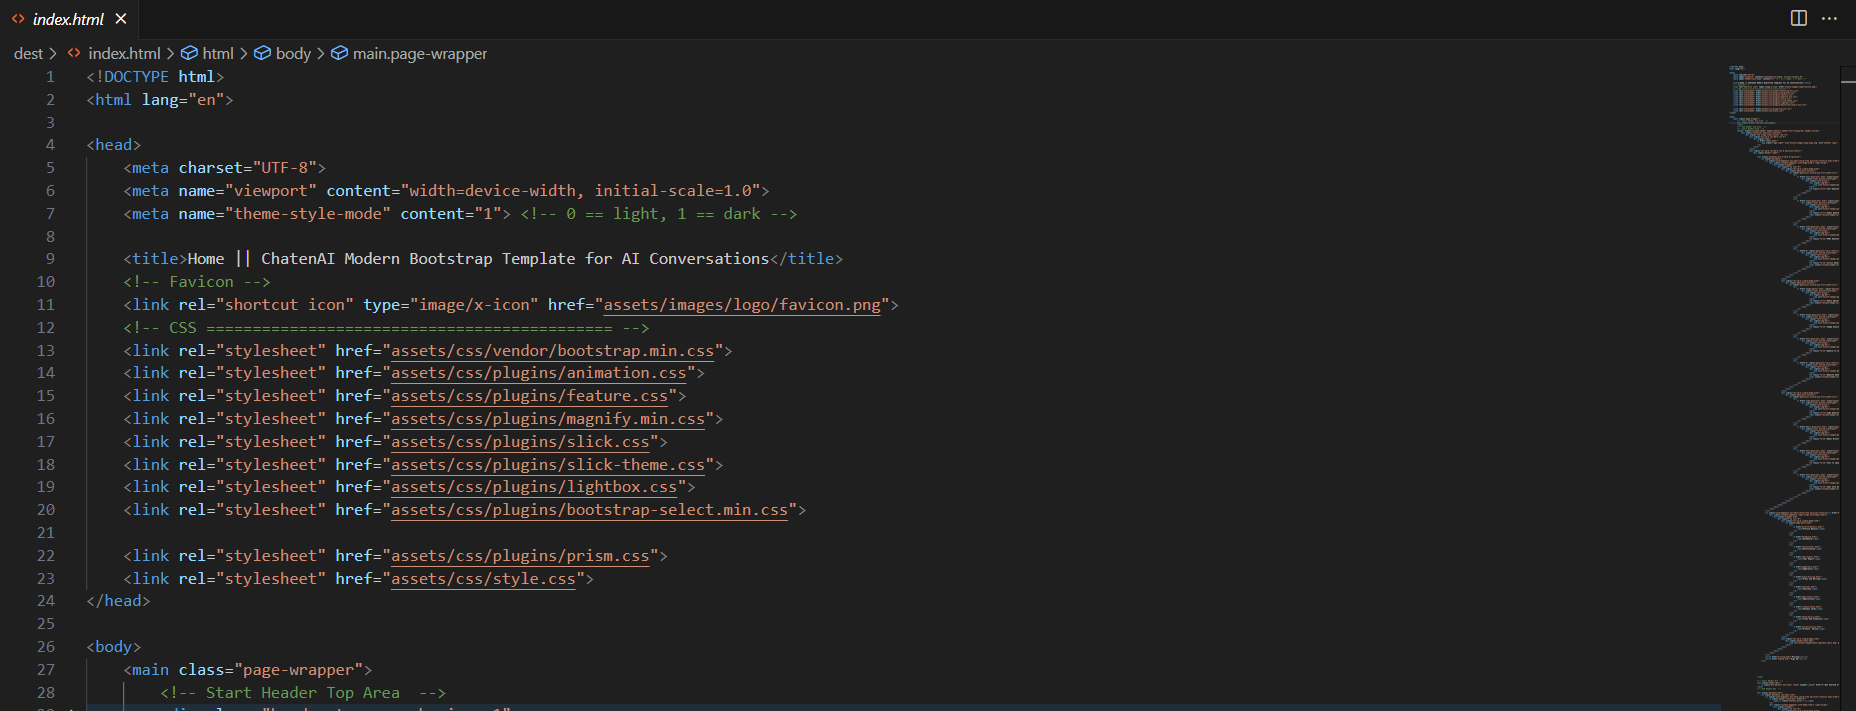 index.html
dest > index.html > html > body > main.page-wrapper
1 <!DOCTYPE html>
2 <html lang="en">
3
4 <head>
5 <meta charset="UTF-8">
6 <meta name="viewport" content="width=device-width, initial-scale=1.0">
7 <meta name="theme-style-mode" content="1"> <!-- 0 == light, 1 == dark -->
8
9 <title>Home || ChatenAI Modern Bootstrap Template for AI Conversations</title>
10 <!-- Favicon -->
11 <link rel="shortcut icon" type="image/x-icon" href="assets/images/logo/favicon.png">
12 <!-- CSS ============================================ -->
13 <link rel="stylesheet" href="assets/css/vendor/bootstrap.min.css">
14 <link rel="stylesheet" href="assets/css/plugins/animation.css">
15 <link rel="stylesheet" href="assets/css/plugins/feature.css">
16 <link rel="stylesheet" href="assets/css/plugins/magnify.min.css">
17 <link rel="stylesheet" href="assets/css/plugins/slick.css">
18 <link rel="stylesheet" href="assets/css/plugins/slick-theme.css">
19 <link rel="stylesheet" href="assets/css/plugins/lightbox.css">
20 <link rel="stylesheet" href="assets/css/plugins/bootstrap-select.min.css">
21
22 <link rel="stylesheet" href="assets/css/plugins/prism.css">
23 <link rel="stylesheet" href="assets/css/style.css">
24 </head>
25
26 <body>
27 <main class="page-wrapper">
28 <!-- Start Header Top Area  -->